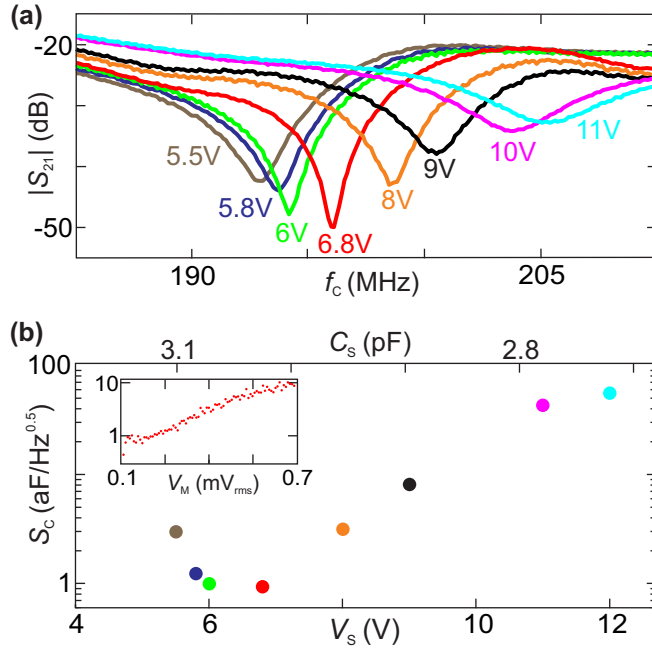 (a)
-20
|S21| (dB)
-50
5.5V
5.8V
6V
6.8V
8V
9V
10V
11V
190
fC (MHz)
205
(b)
CS (pF)
3.1
2.8
100
SC (aF/Hz^0.5)
1
10
1
0.1
VM (mVrms)
0.7
4
6
8
10
12
VS (V)